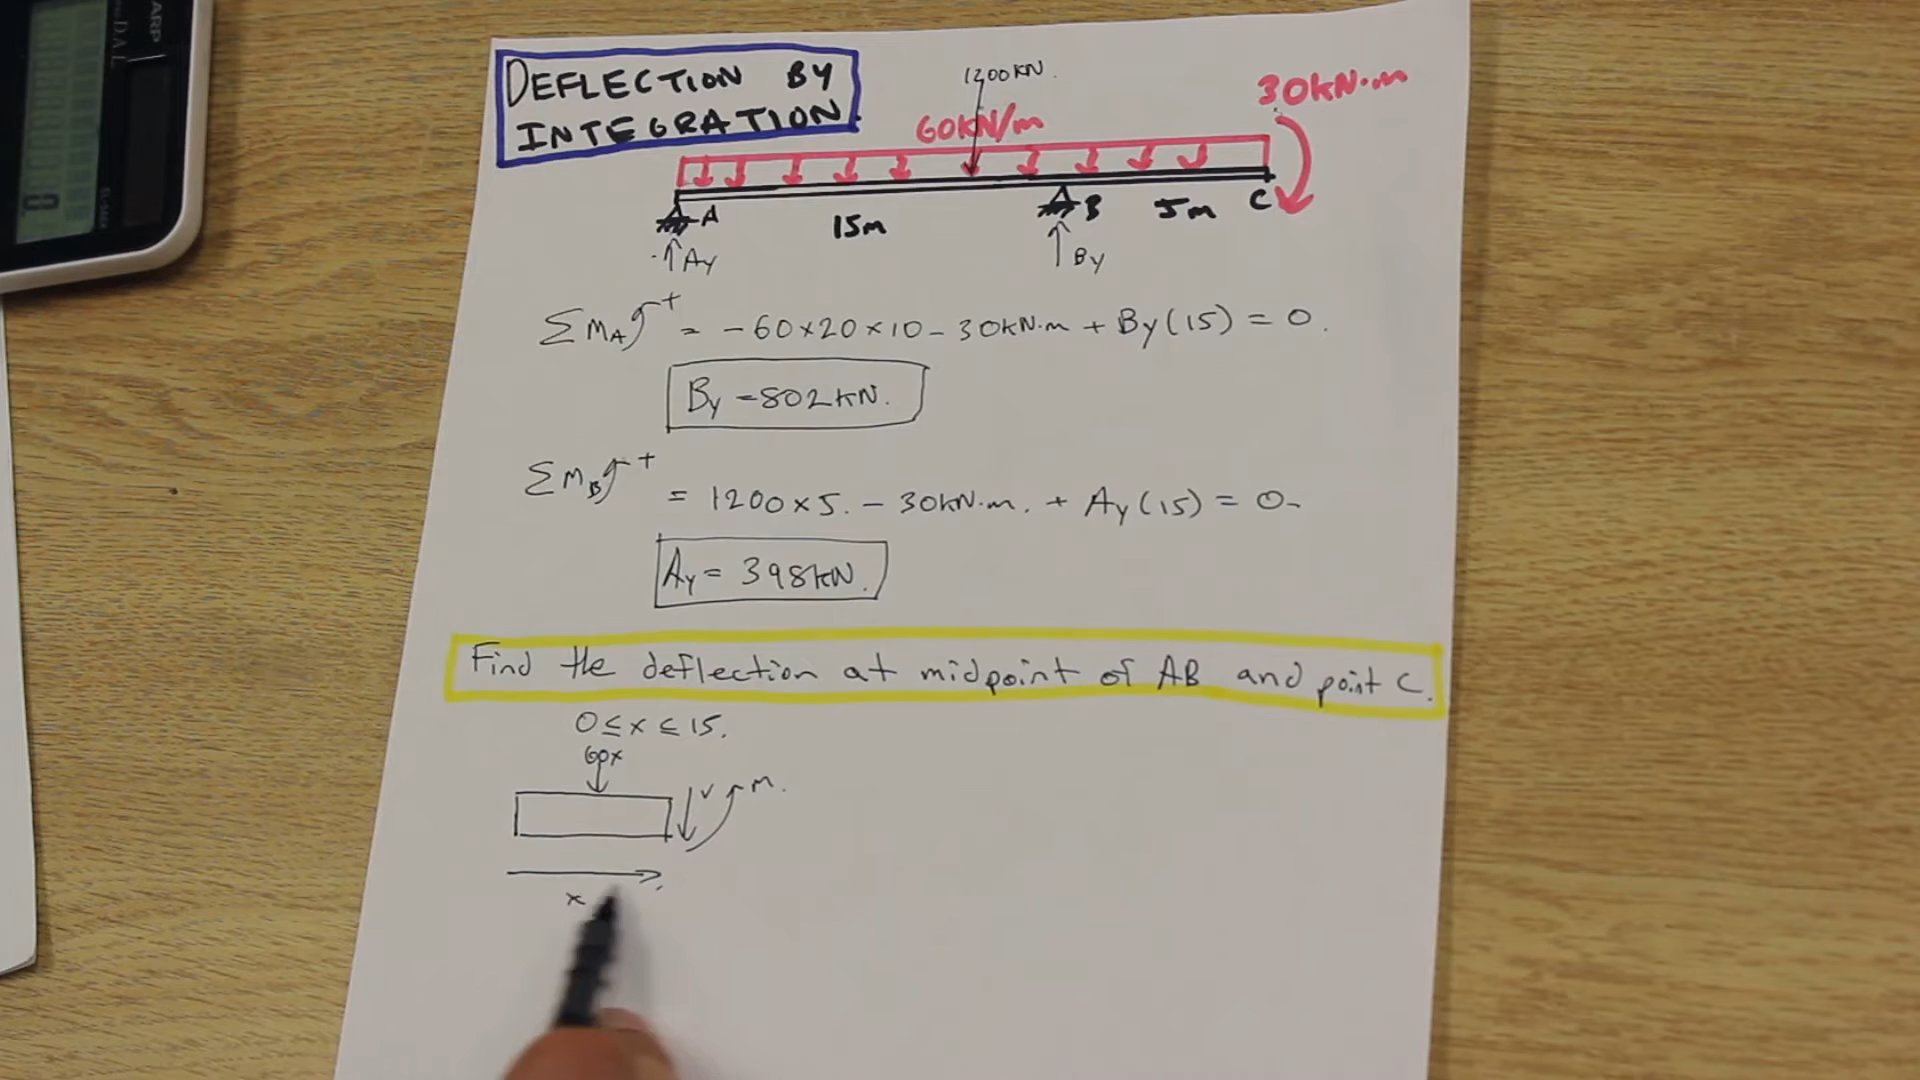 DEFLECTION BY
INTEGRATION.
1200KN.
60KN/m
30KN.m
A
15m
B
5m
C
Ay
By
ΣMA + = -60×20×10 - 30KN.m + By(15) = 0.
By = 802KN.
ΣMB + = 1200×5. - 30KN.m. + Ay(15) = 0-
Ay = 398KN.
Find the deflection at midpoint of AB and point C.
0 ≤ x ≤ 15.
60x
V
M.
x
ARP
D.A.L